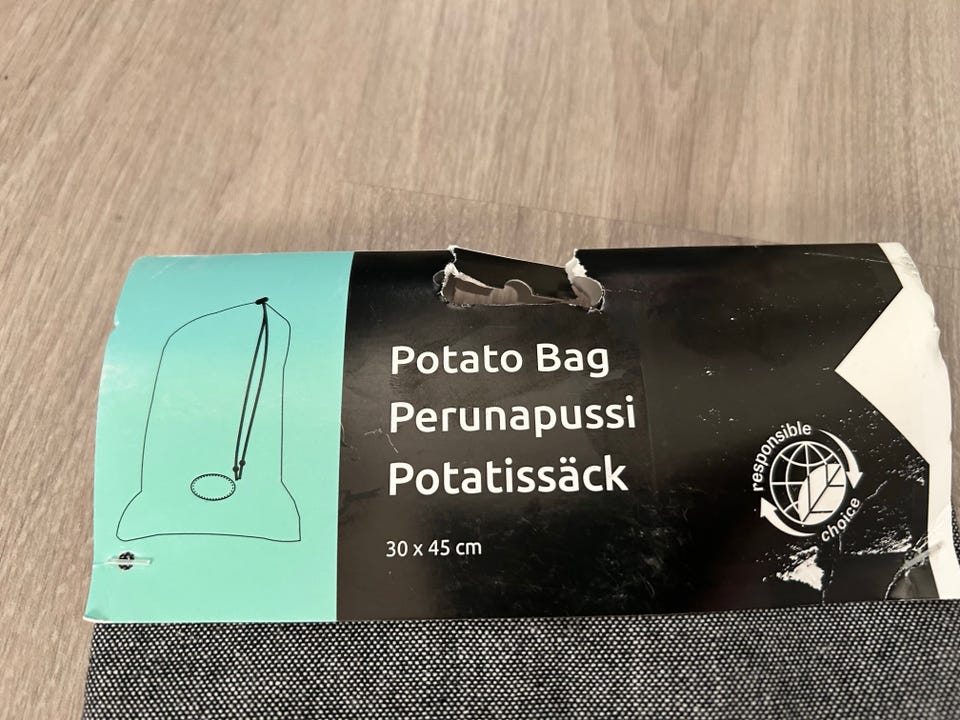 Potato Bag
Perunapussi
Potatissäck
30 x 45 cm
responsible
choice